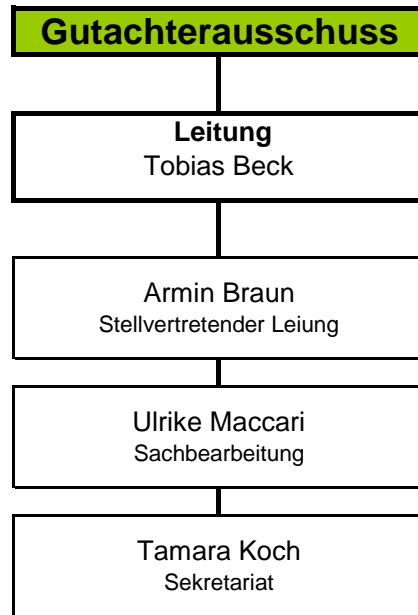 Gutachterausschuss
Leitung
Tobias Beck
Armin Braun
Stellvertretender Leiung
Ulrike Maccari
Sachbearbeitung
Tamara Koch
Sekretariat